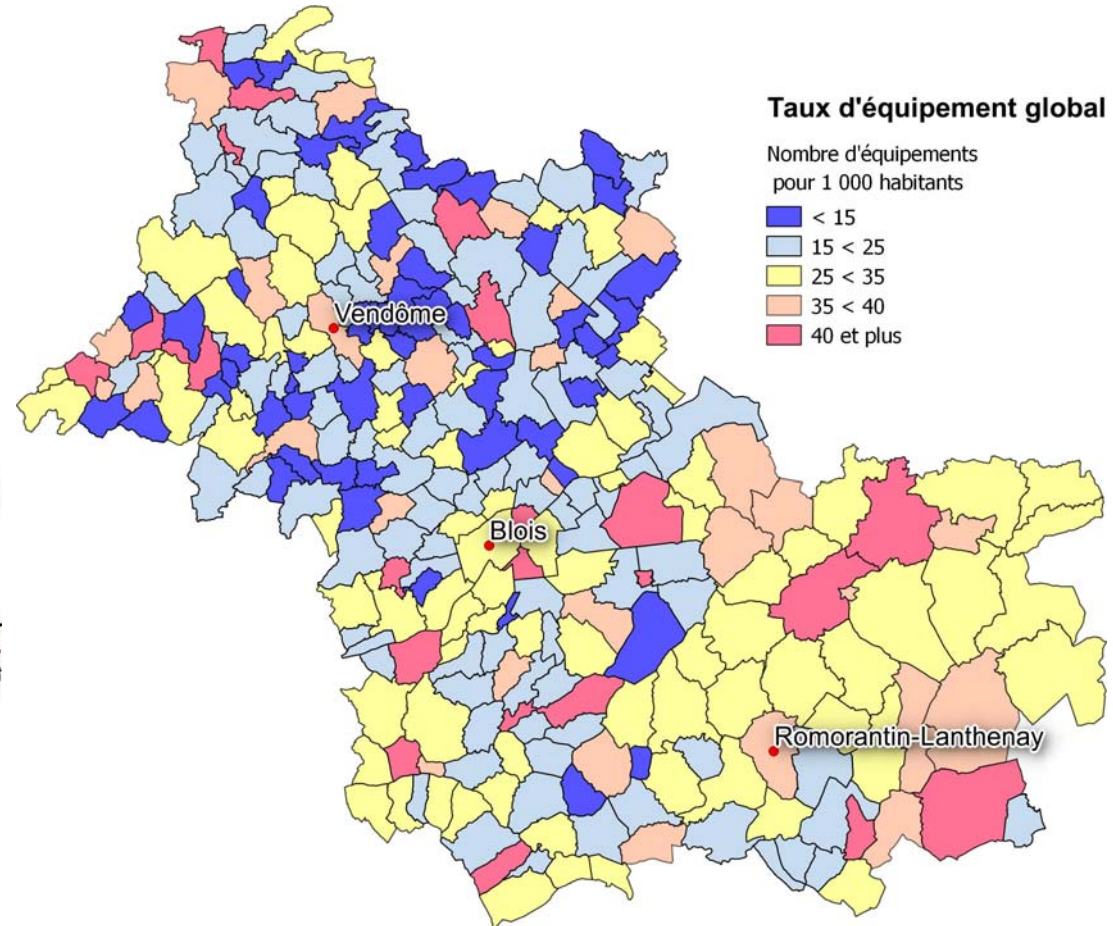 Taux d'équipement global
Nombre d'équipements
pour 1 000 habitants
< 15
15 < 25
25 < 35
35 < 40
40 et plus
Vendôme
Blois
Romorantin-Lanthenay